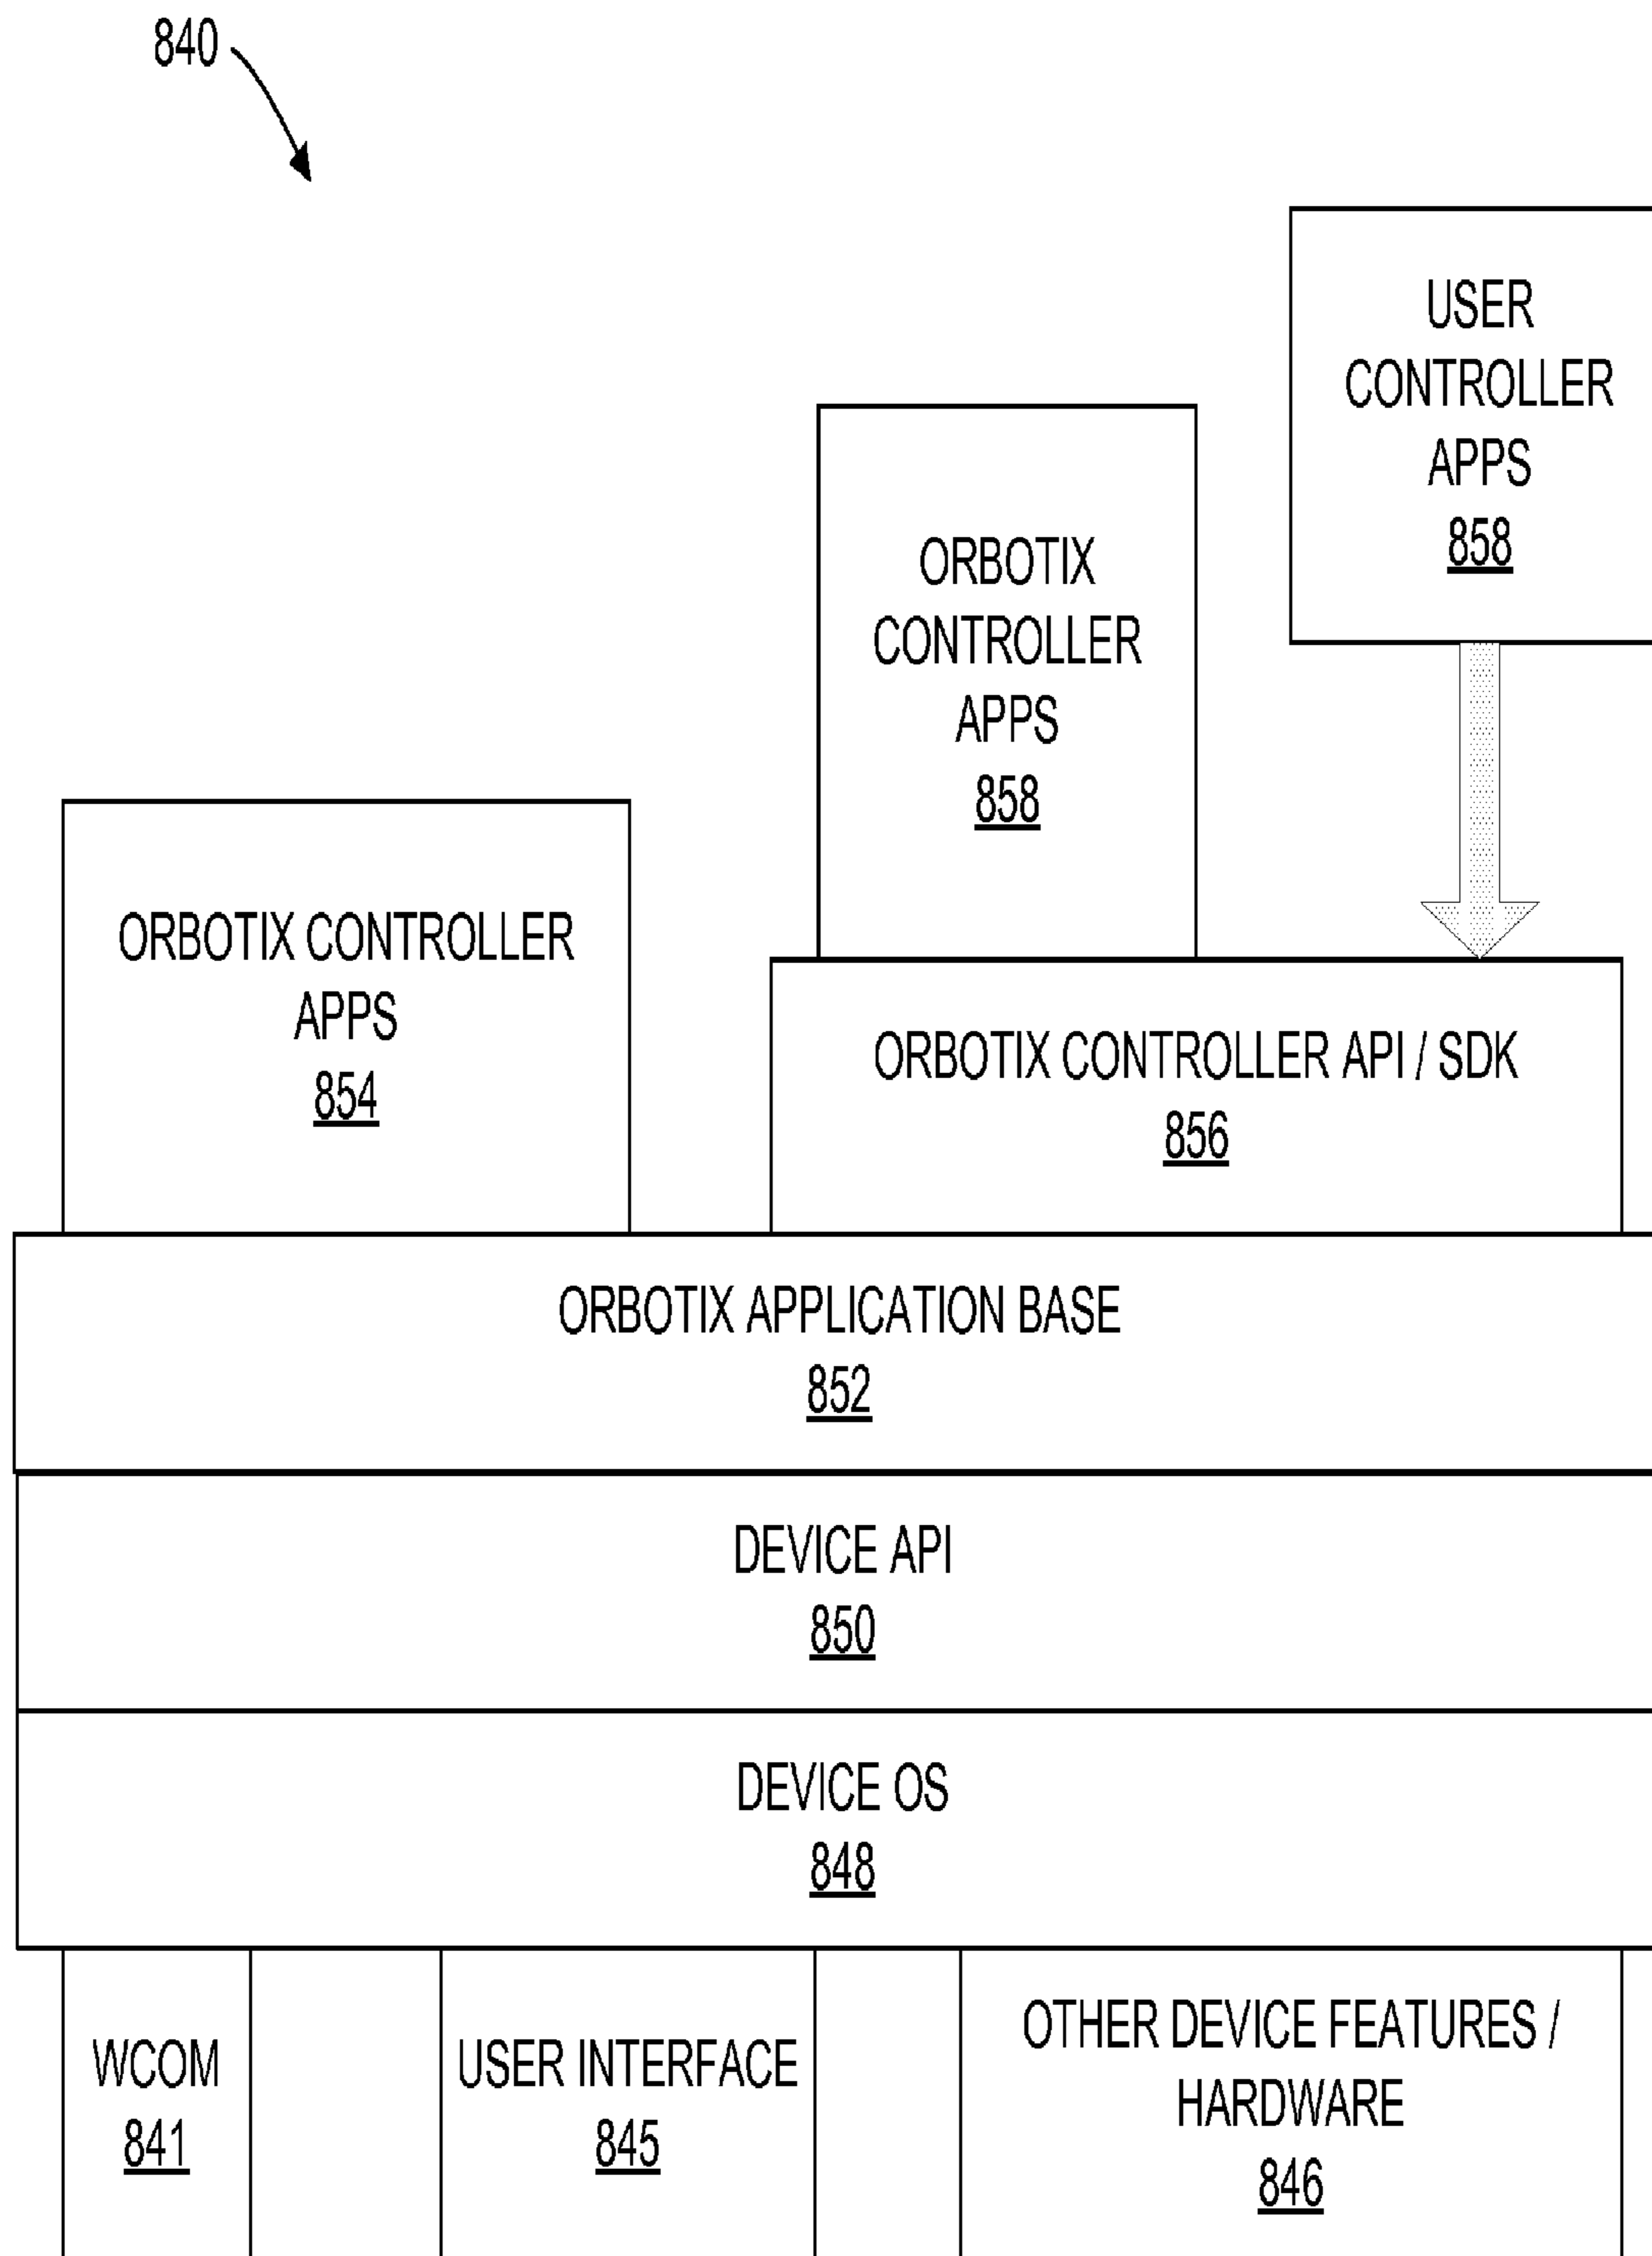 840
USER
CONTROLLER
APPS
858
ORBOTIX
CONTROLLER
APPS
858
ORBOTIX CONTROLLER
APPS
854
ORBOTIX CONTROLLER API / SDK
856
ORBOTIX APPLICATION BASE
852
DEVICE API
850
DEVICE OS
848
WCOM
841
USER INTERFACE
845
OTHER DEVICE FEATURES /
HARDWARE
846